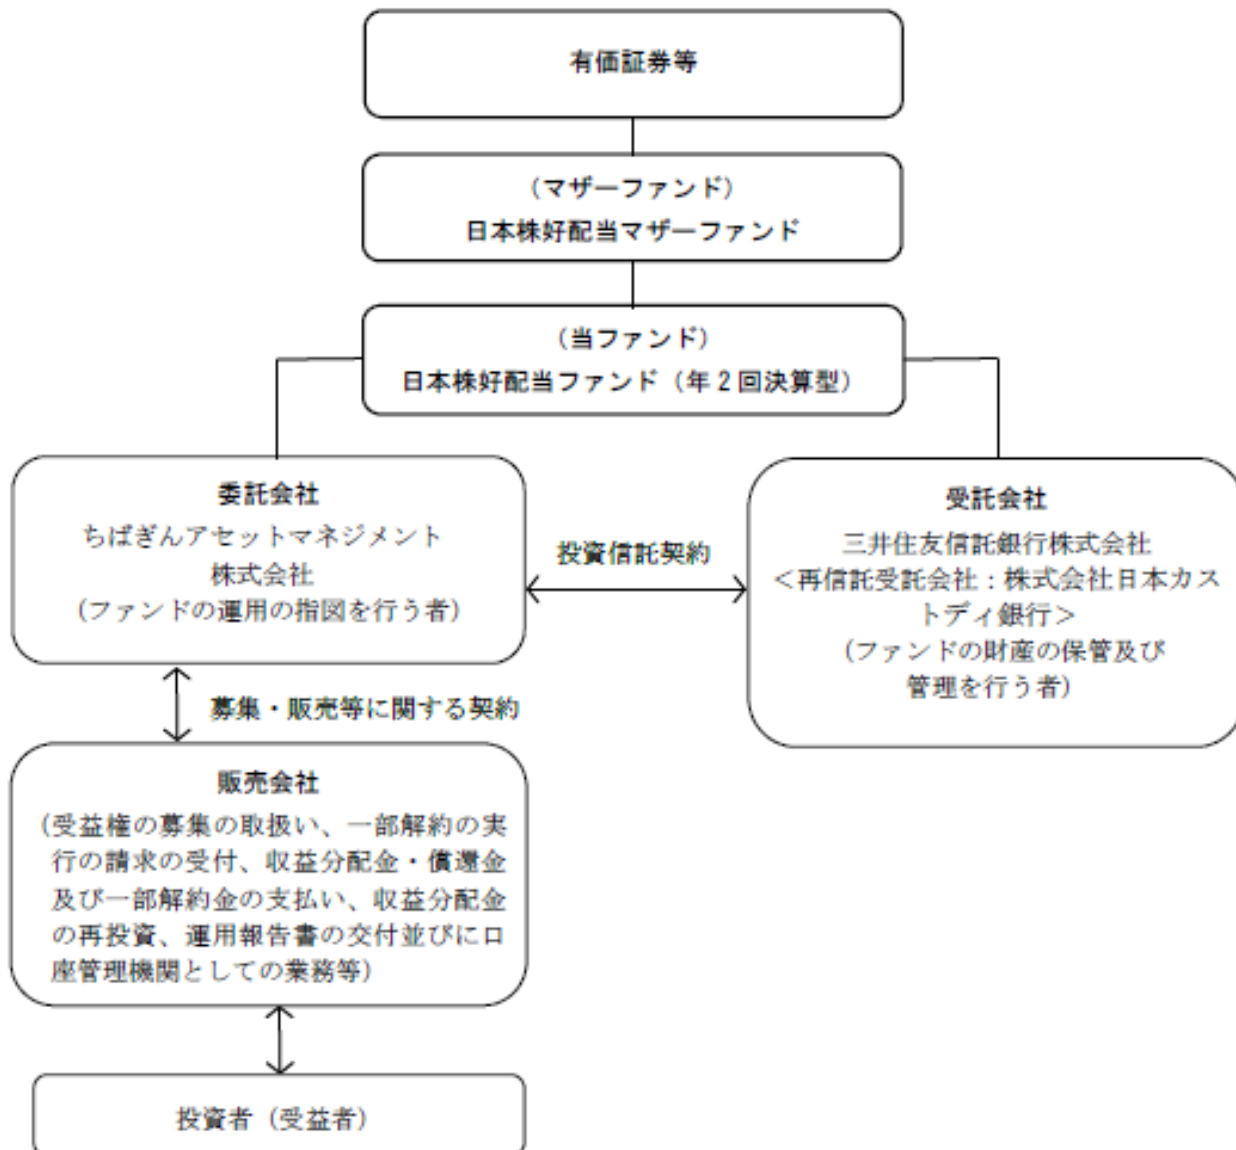 有価証券等
（マザーファンド）
日本株好配当マザーファンド
（当ファンド）
日本株好配当ファンド（年２回決算型）
委託会社
ちばぎんアセットマネジメント
株式会社
（ファンドの運用の指図を行う者）
投資信託契約
受託会社
三井住友信託銀行株式会社
＜再信託受託会社：株式会社日本カス
トディ銀行＞
（ファンドの財産の保管及び
管理を行う者）
募集・販売等に関する契約
販売会社
（受益権の募集の取扱い、一部解約の実
行の請求の受付、収益分配金・償還金
及び一部解約金の支払い、収益分配金
の再投資、運用報告書の交付並びに口
座管理機関としての業務等）
投資者（受益者）